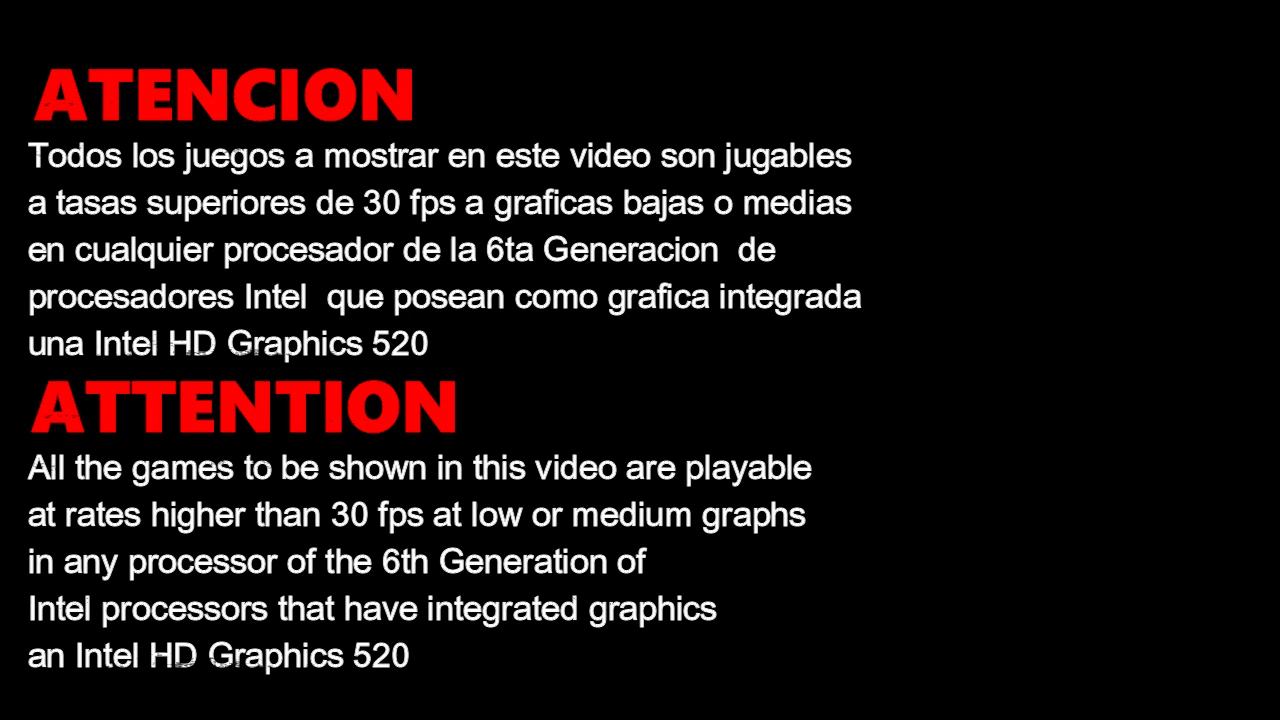 ATENCION
Todos los juegos a mostrar en este video son jugables
a tasas superiores de 30 fps a graficas bajas o medias
en cualquier procesador de la 6ta Generacion  de
procesadores Intel  que posean como grafica integrada
una Intel HD Graphics 520
ATTENTION
All the games to be shown in this video are playable
at rates higher than 30 fps at low or medium graphs
in any processor of the 6th Generation of
Intel processors that have integrated graphics
an Intel HD Graphics 520